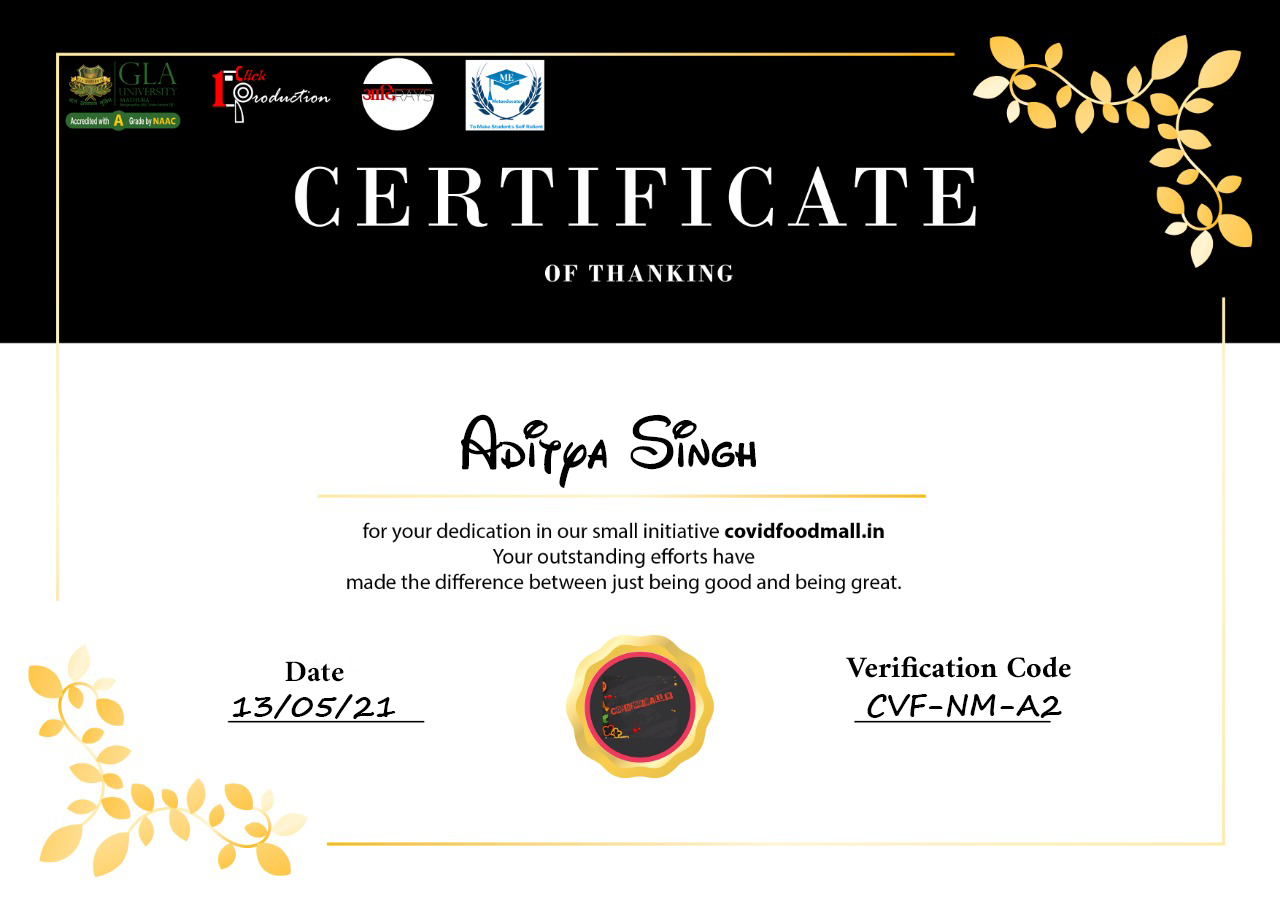 GLA
UNIVERSITY
MATHURA
Accredited with A Grade by NAAC
1 Click
Production
आदिRAYS
ME
To Make Students Self Reliant
CERTIFICATE
OF THANKING
Aditya Singh
for your dedication in our small initiative covidfoodmall.in
Your outstanding efforts have
made the difference between just being good and being great.
Date
13/05/21
Verification Code
CVF-NM-A2